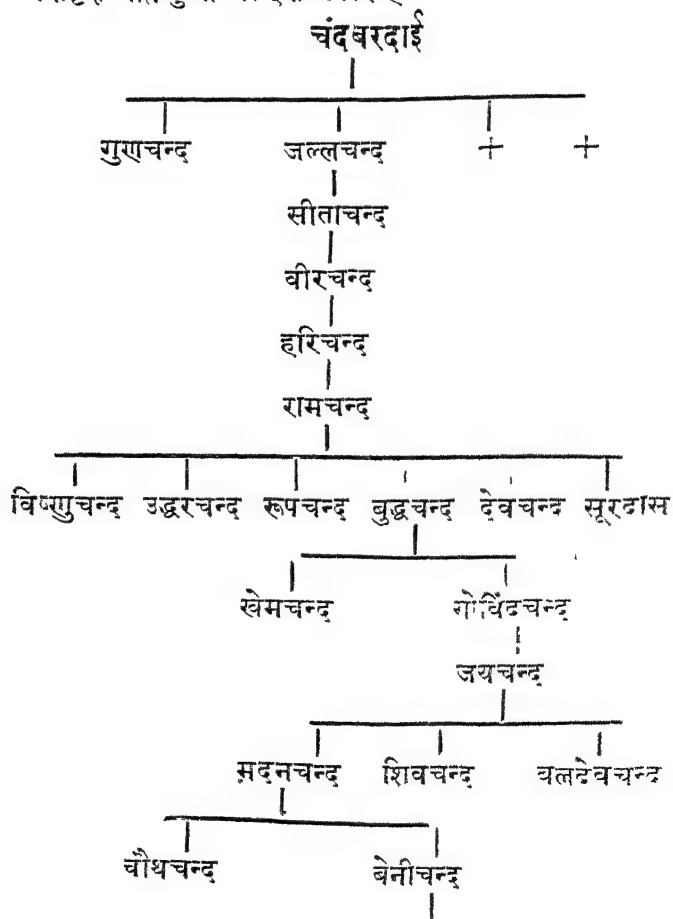 चंदबरदाई
गुणचन्द जल्लचन्द + +
सीताचन्द
वीरचन्द
हरिचन्द
रामचन्द
विष्णुचन्द उद्धरचन्द रूपचन्द बुद्धचन्द देवचन्द सूरदास
खेमचन्द गोविंदचन्द
जयचन्द
मदनचन्द शिवचन्द बलदेवचन्द
चौथचन्द बेनीचन्द